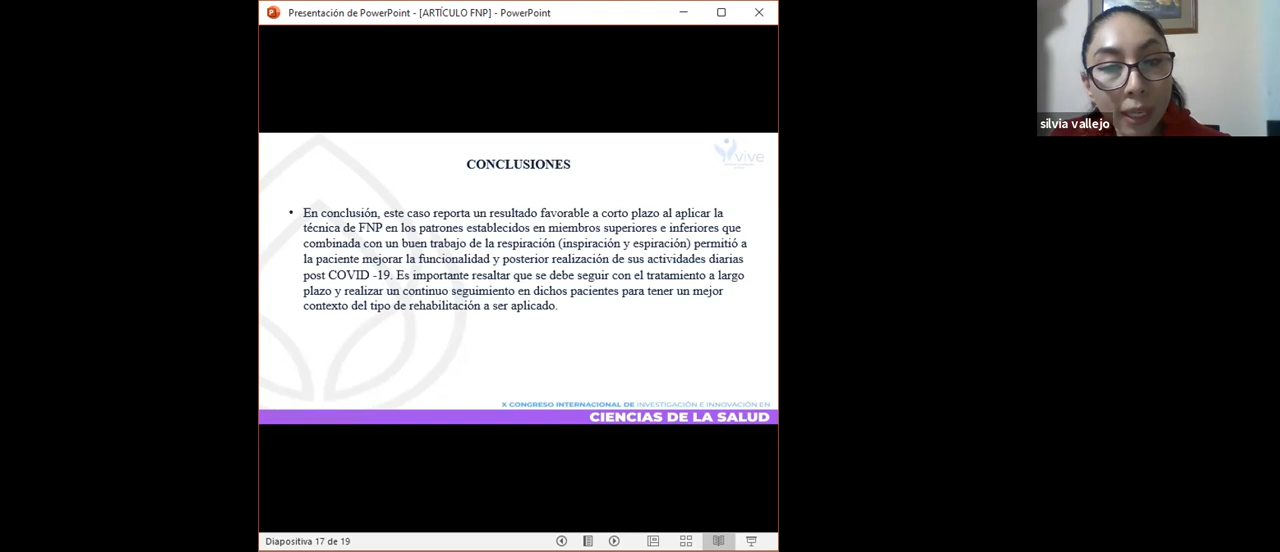 Presentación de PowerPoint - [ARTÍCULO FNP] - PowerPoint
silvia vallejo
vive
CONCLUSIONES
• En conclusión, este caso reporta un resultado favorable a corto plazo al aplicar la
técnica de FNP en los patrones establecidos en miembros superiores e inferiores que
combinada con un buen trabajo de la respiración (inspiración y espiración) permitió a
la paciente mejorar la funcionalidad y posterior realización de sus actividades diarias
post COVID -19. Es importante resaltar que se debe seguir con el tratamiento a largo
plazo y realizar un continuo seguimiento en dichos pacientes para tener un mejor
contexto del tipo de rehabilitación a ser aplicado.
X CONGRESO INTERNACIONAL DE INVESTIGACIÓN E INNOVACIÓN EN
CIENCIAS DE LA SALUD
Diapositiva 17 de 19